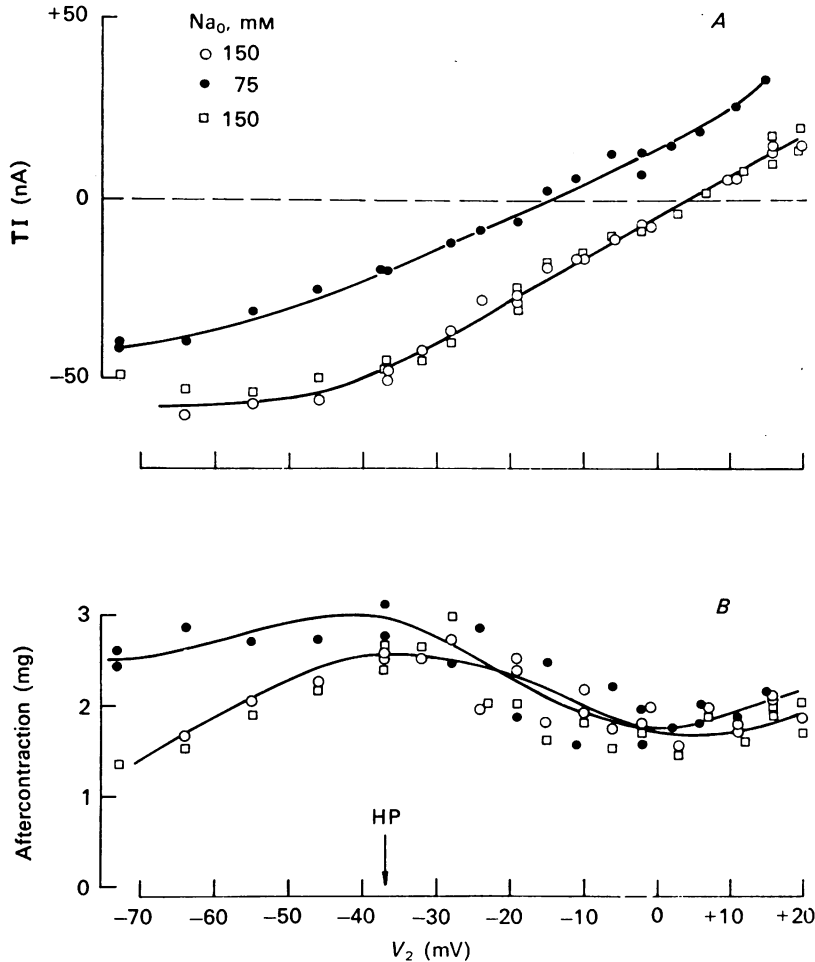 +50
A
Na₀, mM
150
75
150
TI (nA)
0
−50
B
3
Aftercontraction (mg)
2
1
HP
0
−70 −60 −50 −40 −30 −20 −10 0 +10 +20
V₂ (mV)